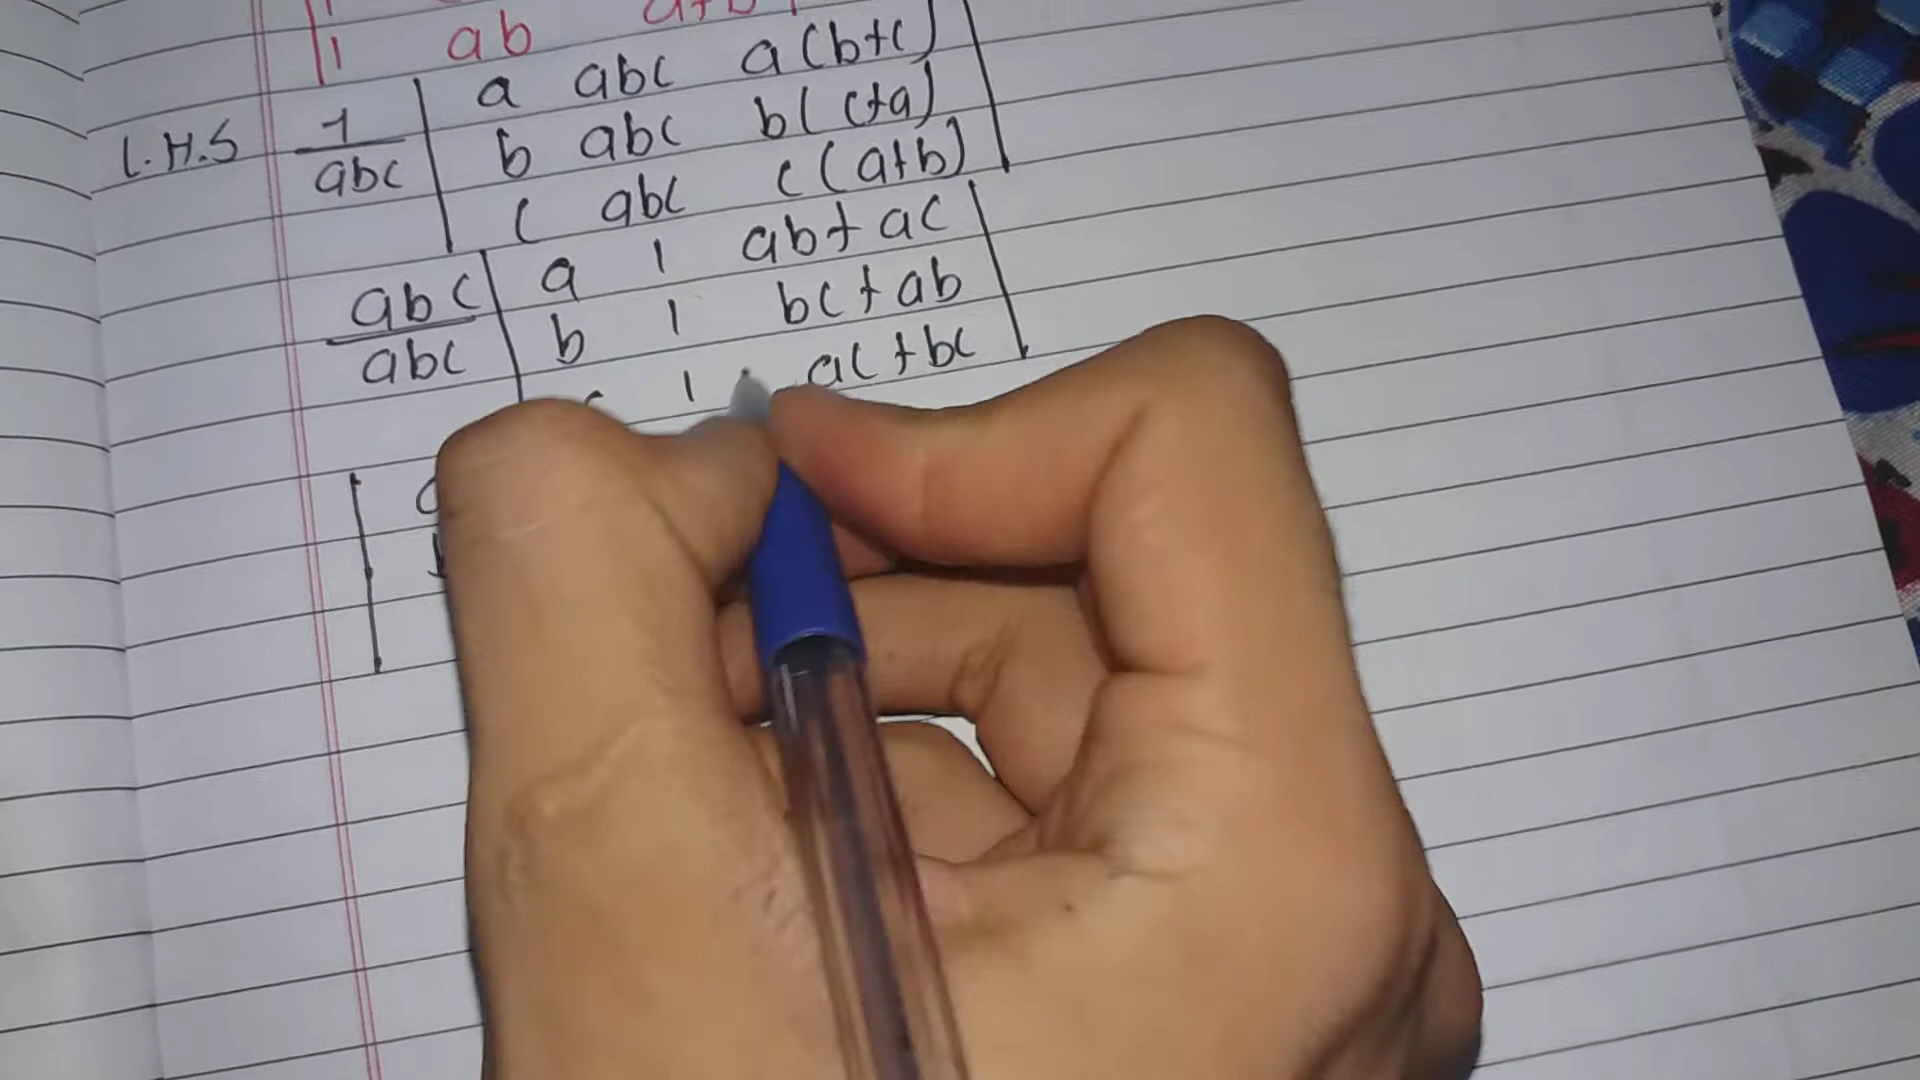 1 ab a+b
L.H.S 1/abc | a abc a(b+c) |
b abc b(c+a)
c abc c(a+b)
abc/abc | a 1 ab+ac |
b 1 bc+ab
c 1 ac+bc